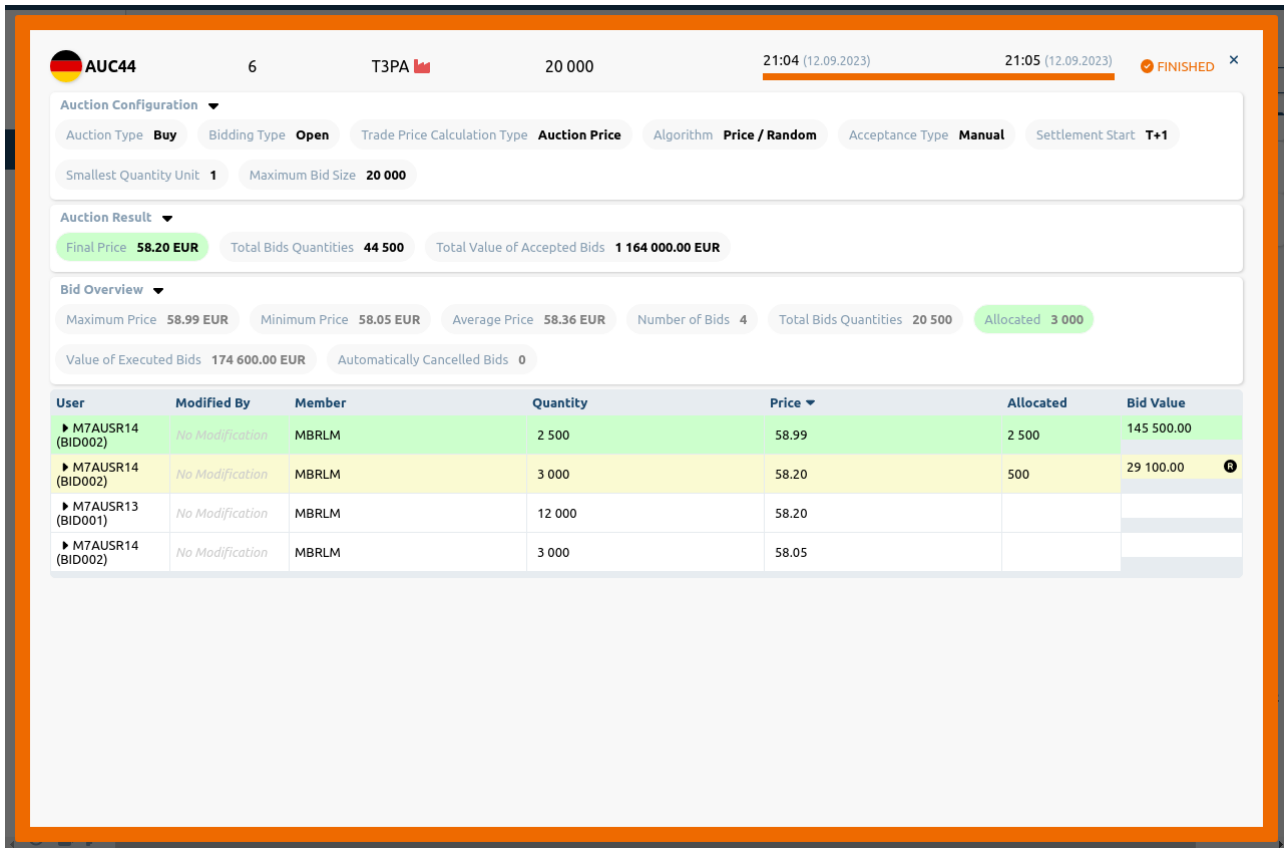 AUC44 6 T3PA 20 000 21:04 (12.09.2023) 21:05 (12.09.2023) FINISHED ×
Auction Configuration
Auction Type Buy Bidding Type Open Trade Price Calculation Type Auction Price Algorithm Price / Random Acceptance Type Manual Settlement Start T+1
Smallest Quantity Unit 1 Maximum Bid Size 20 000
Auction Result
Final Price 58.20 EUR Total Bids Quantities 44 500 Total Value of Accepted Bids 1 164 000.00 EUR
Bid Overview
Maximum Price 58.99 EUR Minimum Price 58.05 EUR Average Price 58.36 EUR Number of Bids 4 Total Bids Quantities 20 500 Allocated 3 000
Value of Executed Bids 174 600.00 EUR Automatically Cancelled Bids 0
User Modified By Member Quantity Price Allocated Bid Value
M7AUSR14 (BID002) No Modification MBRLM 2 500 58.99 2 500 145 500.00
M7AUSR14 (BID002) No Modification MBRLM 3 000 58.20 500 29 100.00 R
M7AUSR13 (BID001) No Modification MBRLM 12 000 58.20
M7AUSR14 (BID002) No Modification MBRLM 3 000 58.05